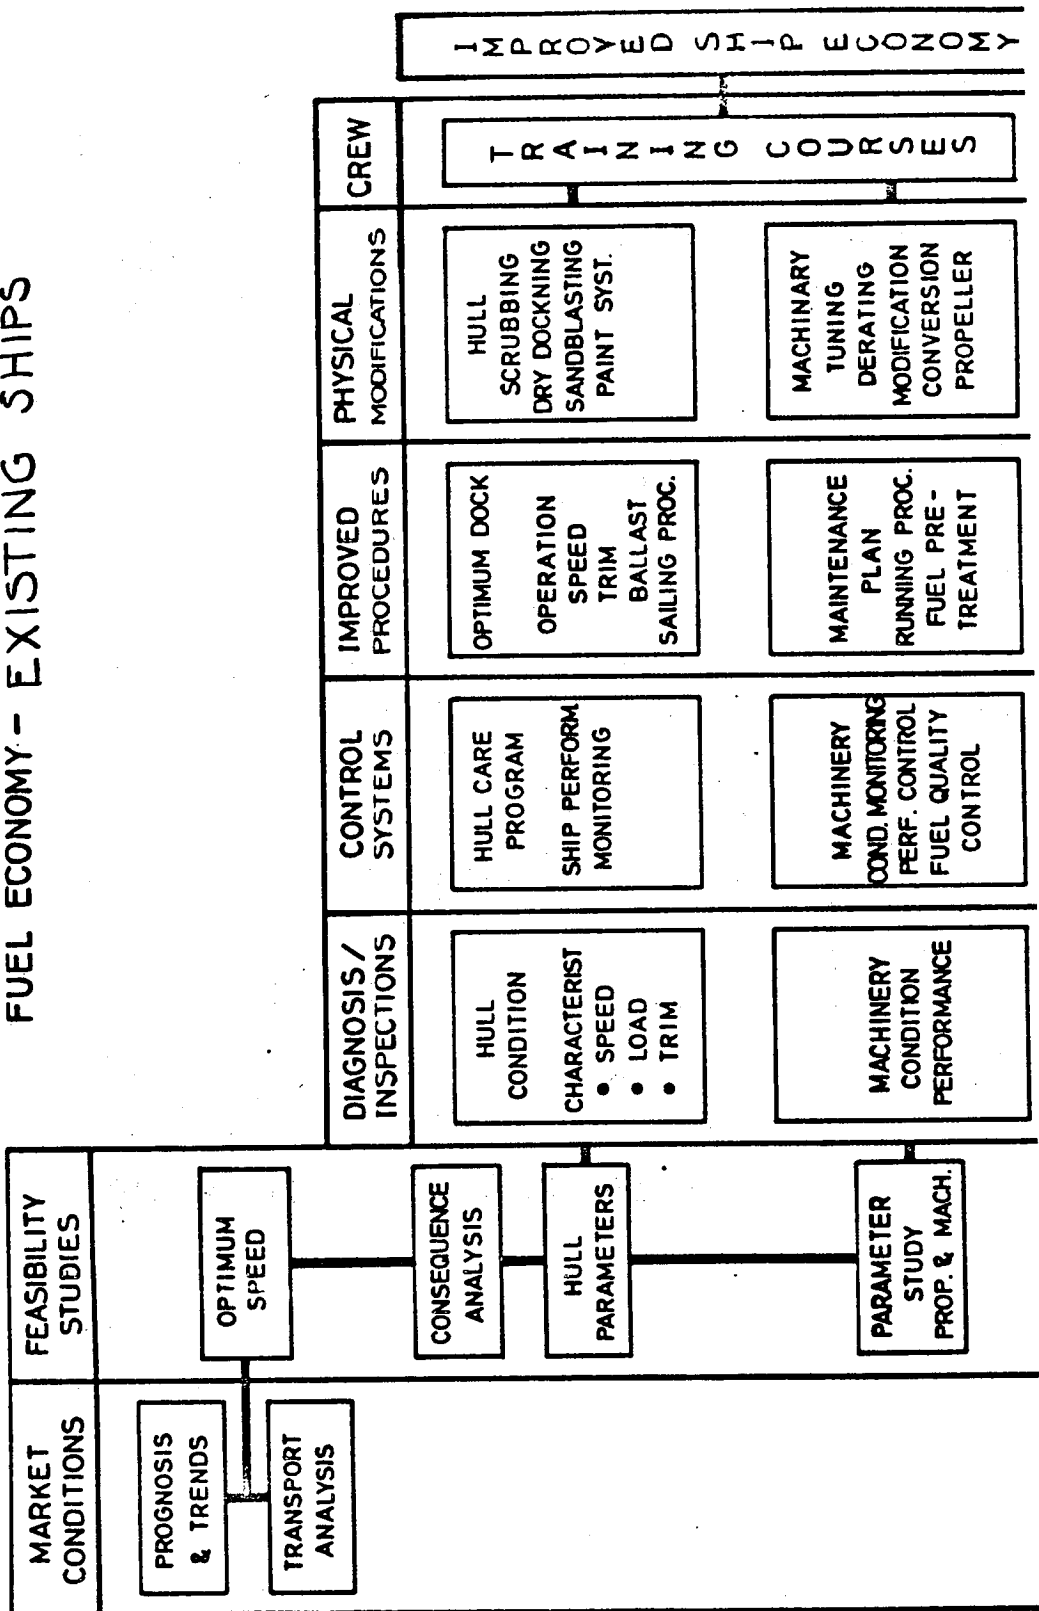 FUEL ECONOMY - EXISTING SHIPS
MARKET
CONDITIONS
PROGNOSIS
& TRENDS
TRANSPORT
ANALYSIS
FEASIBILITY
STUDIES
OPTIMUM
SPEED
CONSEQUENCE
ANALYSIS
HULL
PARAMETERS
PARAMETER
STUDY
PROP. & MACH.
DIAGNOSIS/
INSPECTIONS
HULL
CONDITION
CHARACTERIST
• SPEED
• LOAD
• TRIM
MACHINERY
CONDITION
PERFORMANCE
CONTROL
SYSTEMS
HULL CARE
PROGRAM
SHIP PERFORM.
MONITORING
MACHINERY
COND. MONITORING
PERF. CONTROL
FUEL QUALITY
CONTROL
IMPROVED
PROCEDURES
OPTIMUM DOCK
OPERATION
SPEED
TRIM
BALLAST
SAILING PROC.
MAINTENANCE
PLAN
RUNNING PROC.
FUEL PRE-
TREATMENT
PHYSICAL
MODIFICATIONS
HULL
SCRUBBING
DRY DOCKNING
SANDBLASTING
PAINT SYST.
MACHINARY
TUNING
DERATING
MODIFICATION
CONVERSION
PROPELLER
CREW
TRAINING COURSES
IMPROVED SHIP ECONOMY